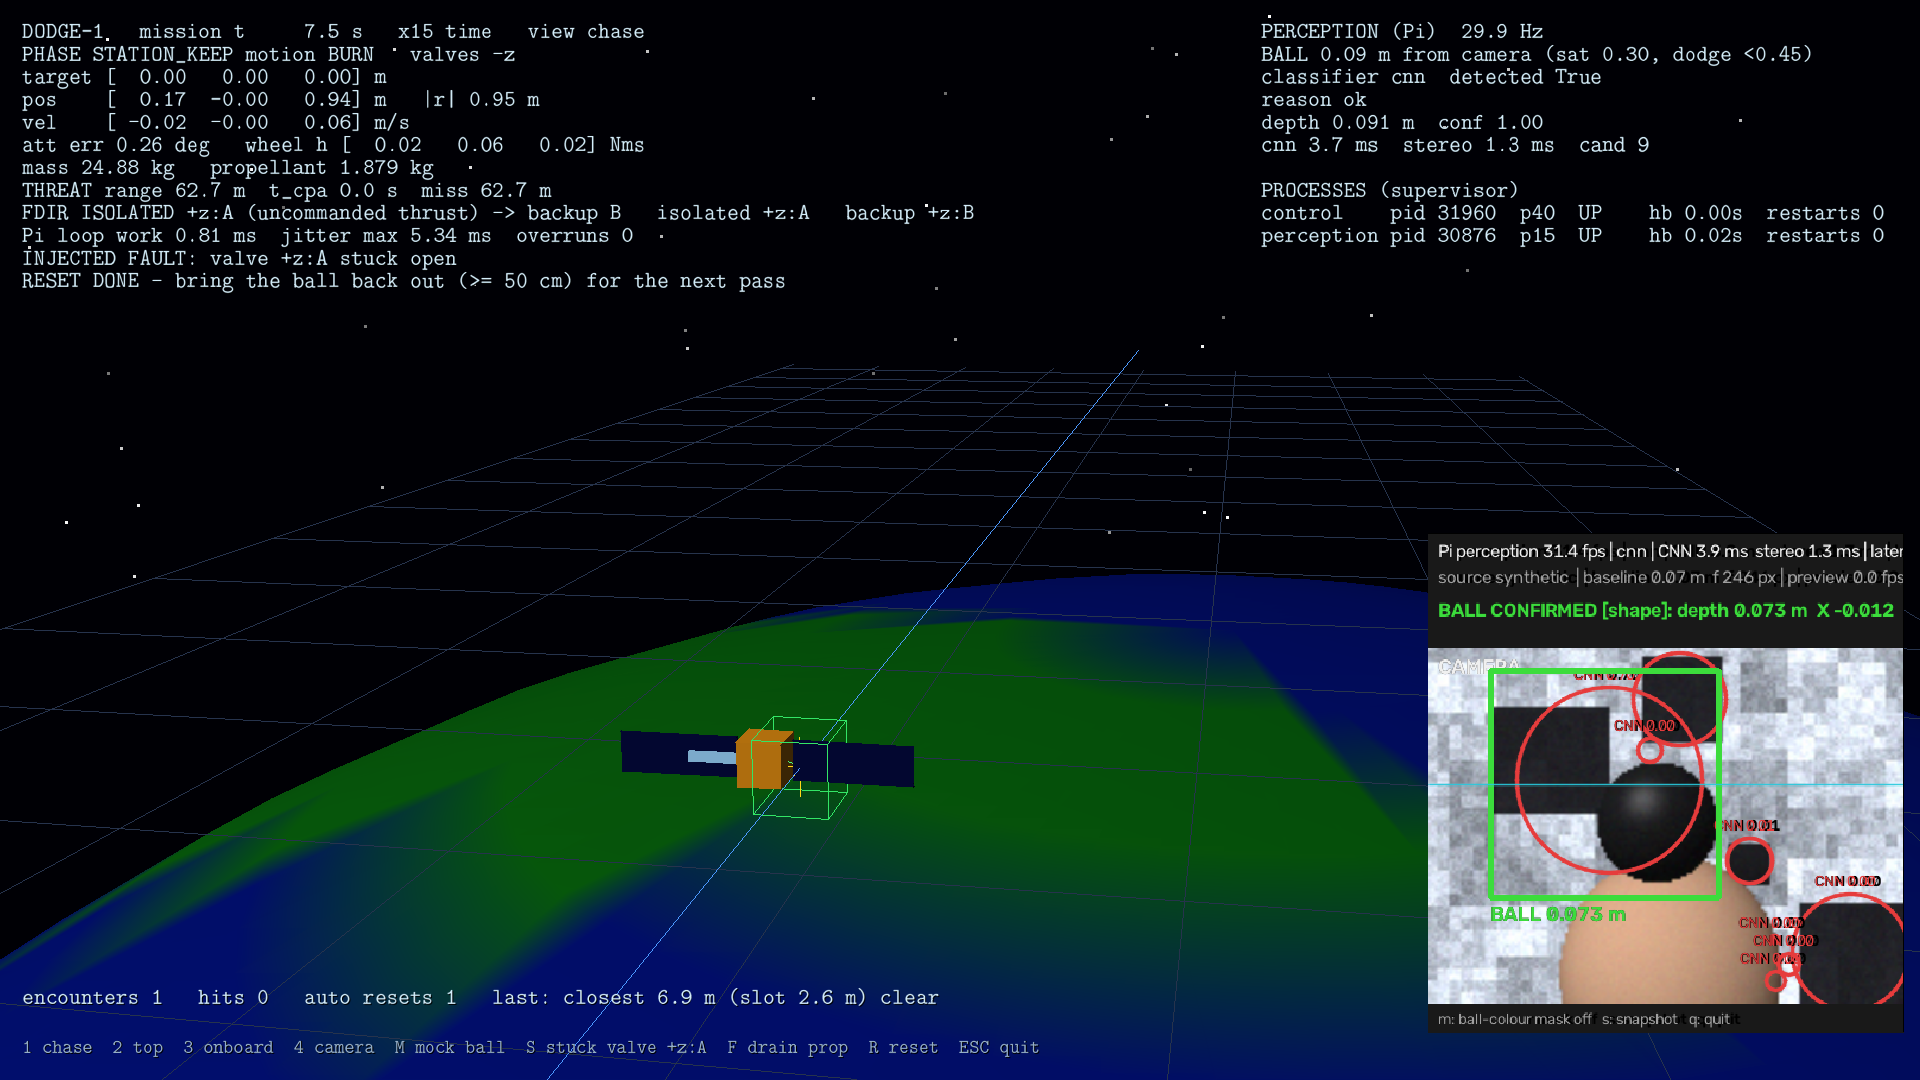 DODGE-1   mission t     7.5 s   x15 time   view chase
PHASE STATION_KEEP motion BURN   valves -z
target [  0.00   0.00   0.00] m
pos    [  0.17  -0.00   0.94] m   |r| 0.95 m
vel    [ -0.02  -0.00   0.06] m/s
att err 0.26 deg   wheel h [  0.02   0.06   0.02] Nms
mass 24.88 kg   propellant 1.879 kg
THREAT range 62.7 m  t_cpa 0.0 s  miss 62.7 m
FDIR ISOLATED +z:A (uncommanded thrust) -> backup B   isolated +z:A   backup +z:B
Pi loop work 0.81 ms  jitter max 5.34 ms  overruns 0
INJECTED FAULT: valve +z:A stuck open
RESET DONE - bring the ball back out (>= 50 cm) for the next pass
PERCEPTION (Pi)  29.9 Hz
BALL 0.09 m from camera (sat 0.30, dodge <0.45)
classifier cnn  detected True
reason ok
depth 0.091 m  conf 1.00
cnn 3.7 ms  stereo 1.3 ms  cand 9
PROCESSES (supervisor)
control    pid 31960  p40  UP    hb 0.00s  restarts 0
perception pid 30876  p15  UP    hb 0.02s  restarts 0
Pi perception 31.4 fps | cnn | CNN 3.9 ms  stereo 1.3 ms | later
source synthetic | baseline 0.07 m  f 246 px | preview 0.0 fps
BALL CONFIRMED [shape]: depth 0.073 m  X -0.012
CAMERA
CNN 0.00
CNN 0.01
CNN 0.00
BALL 0.073 m
CNN 0.00
CNN 0.00
m: ball-colour mask off   s: snapshot   q: quit
encounters 1   hits 0   auto resets 1   last: closest 6.9 m (slot 2.6 m) clear
1 chase  2 top  3 onboard  4 camera  M mock ball  S stuck valve +z:A  F drain prop  R reset  ESC quit